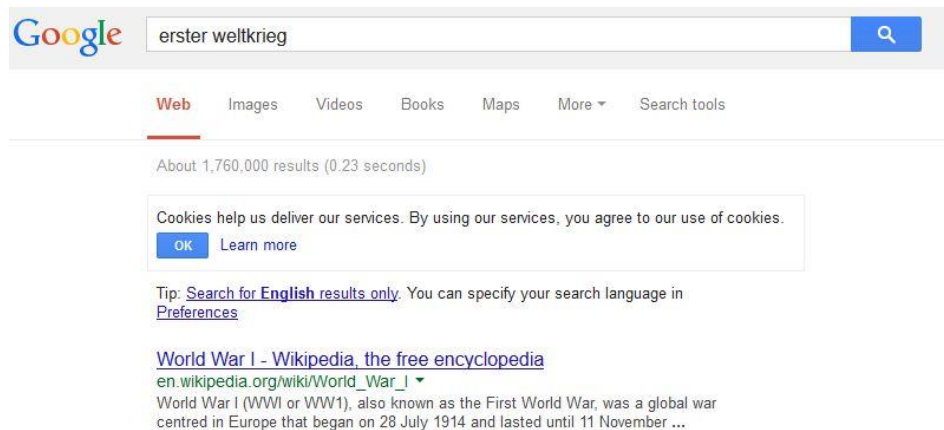 Google erster weltkrieg
Web Images Videos Books Maps More Search tools
About 1,760,000 results (0.23 seconds)
Cookies help us deliver our services. By using our services, you agree to our use of cookies.
OK Learn more
Tip: Search for English results only. You can specify your search language in
Preferences
World War I - Wikipedia, the free encyclopedia
en.wikipedia.org/wiki/World_War_I
World War I (WWI or WW1), also known as the First World War, was a global war
centred in Europe that began on 28 July 1914 and lasted until 11 November ...